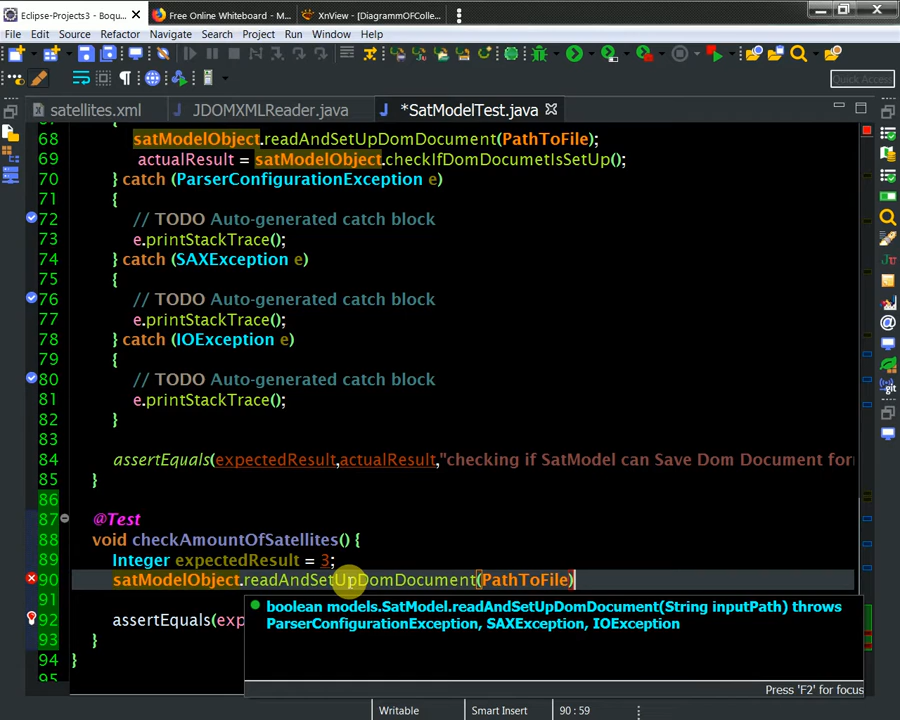 Eclipse-Projects3 - Boqu...
Free Online Whiteboard - M...
XnView - [DiagrammOfColle...
File Edit Source Refactor Navigate Search Project Run Window Help
Quick Access
satellites.xml
JDOMXMLReader.java
*SatModelTest.java
68 satModelObject.readAndSetUpDomDocument(PathToFile);
69 actualResult = satModelObject.checkIfDomDocumetIsSetUp();
70 } catch (ParserConfigurationException e)
71 {
72 // TODO Auto-generated catch block
73 e.printStackTrace();
74 } catch (SAXException e)
75 {
76 // TODO Auto-generated catch block
77 e.printStackTrace();
78 } catch (IOException e)
79 {
80 // TODO Auto-generated catch block
81 e.printStackTrace();
82 }
83
84 assertEquals(expectedResult,actualResult,"checking if SatModel can Save Dom Document for
85 }
86
87 @Test
88 void checkAmountOfSatellites() {
89 Integer expectedResult = 3;
90 satModelObject.readAndSetUpDomDocument(PathToFile)
boolean models.SatModel.readAndSetUpDomDocument(String inputPath) throws
ParserConfigurationException, SAXException, IOException
92 assertEquals(exp
93 }
94 }
95
Press 'F2' for focus
Writable Smart Insert 90 : 59